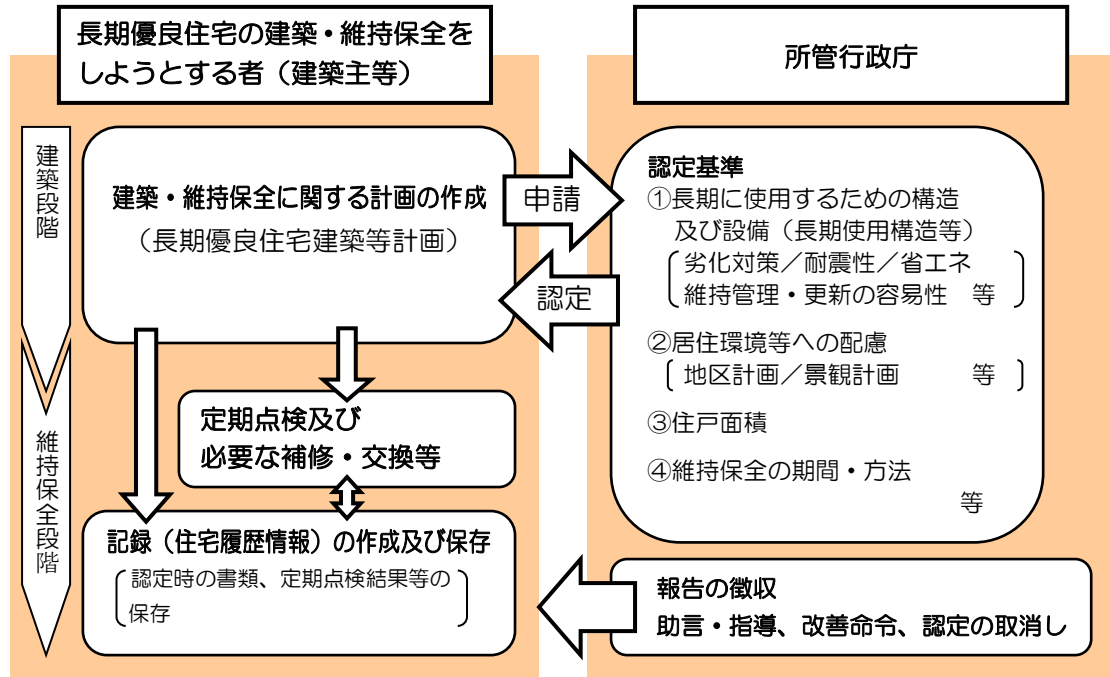 長期優良住宅の建築・維持保全を
しようとする者（建築主等）
所管行政庁
建築段階
維持保全段階
建築・維持保全に関する計画の作成
（長期優良住宅建築等計画）
申請
認定
定期点検及び
必要な補修・交換等
記録（住宅履歴情報）の作成及び保存
認定時の書類、定期点検結果等の
保存
認定基準
①長期に使用するための構造
及び設備（長期使用構造等）
劣化対策／耐震性／省エネ
維持管理・更新の容易性　等
②居住環境等への配慮
地区計画／景観計画　　　等
③住戸面積
④維持保全の期間・方法
等
報告の徴収
助言・指導、改善命令、認定の取消し